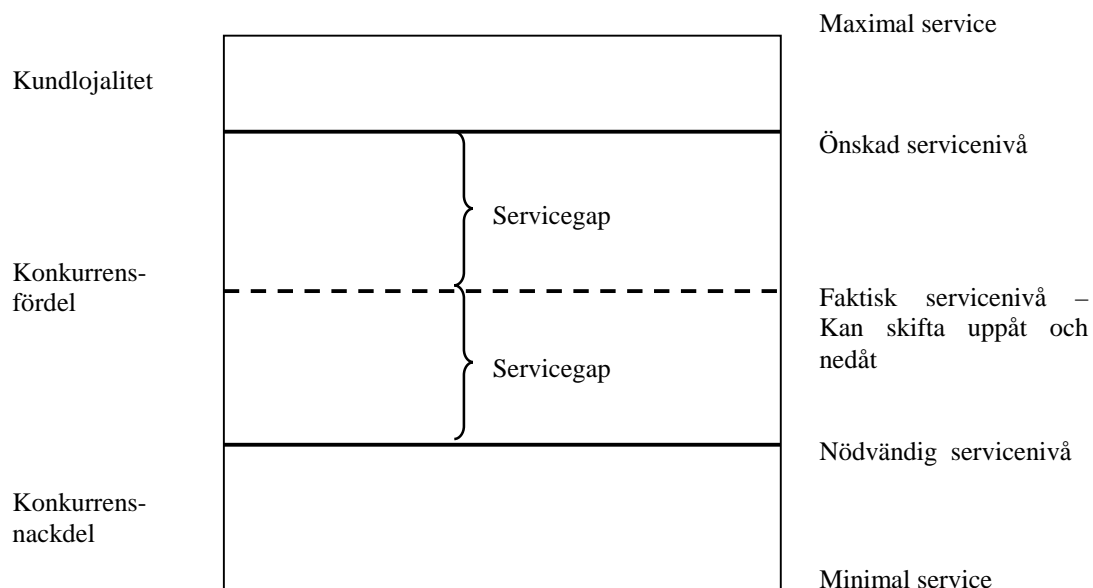 Maximal service
Kundlojalitet
Önskad servicenivå
Servicegap
Konkurrens-
fördel
Faktisk servicenivå –
Kan skifta uppåt och
nedåt
Servicegap
Nödvändig servicenivå
Konkurrens-
nackdel
Minimal service